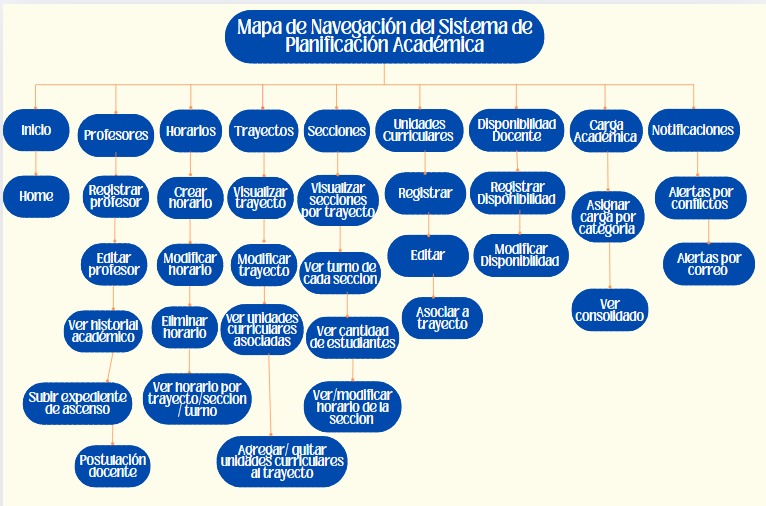 Mapa de Navegación del Sistema de
Planificación Académica
Inicio
Home
Profesores
Registrar
profesor
Editar
profesor
Ver historial
académico
Subir expediente
de ascenso
Postulación
docente
Horarios
Crear
horario
Modificar
horario
Eliminar
horario
Ver horario por
trayecto/seccion
/ turno
Trayectos
Visualizar
trayecto
Modificar
trayecto
Ver unidades
curriculares
asociadas
Agregar/ quitar
unidades curriculares
al trayecto
Secciones
Visualizar
secciones
por trayecto
Ver turno de
cada seccion
Ver cantidad
de estudiantes
Ver/modificar
horario de la
seccion
Unidades
Curriculares
Registrar
Editar
Asociar a
trayecto
Disponibilidad
Docente
Registrar
Disponibilidad
Modificar
Disponibilidad
Carga
Académica
Asignar
carga por
categoría
Ver
consolidado
Notificaciones
Alertas por
conflictos
Alertas por
correo